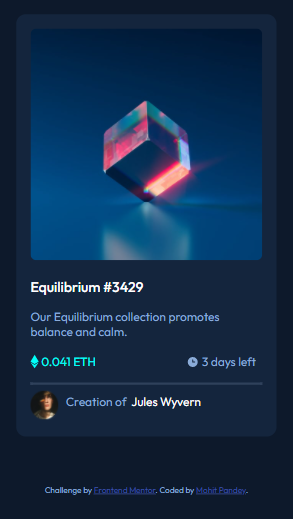 Equilibrium #3429
Our Equilibrium collection promotes
balance and calm.
0.041 ETH 3 days left
Creation of Jules Wyvern
Challenge by Frontend Mentor. Coded by Mohit Pandey.